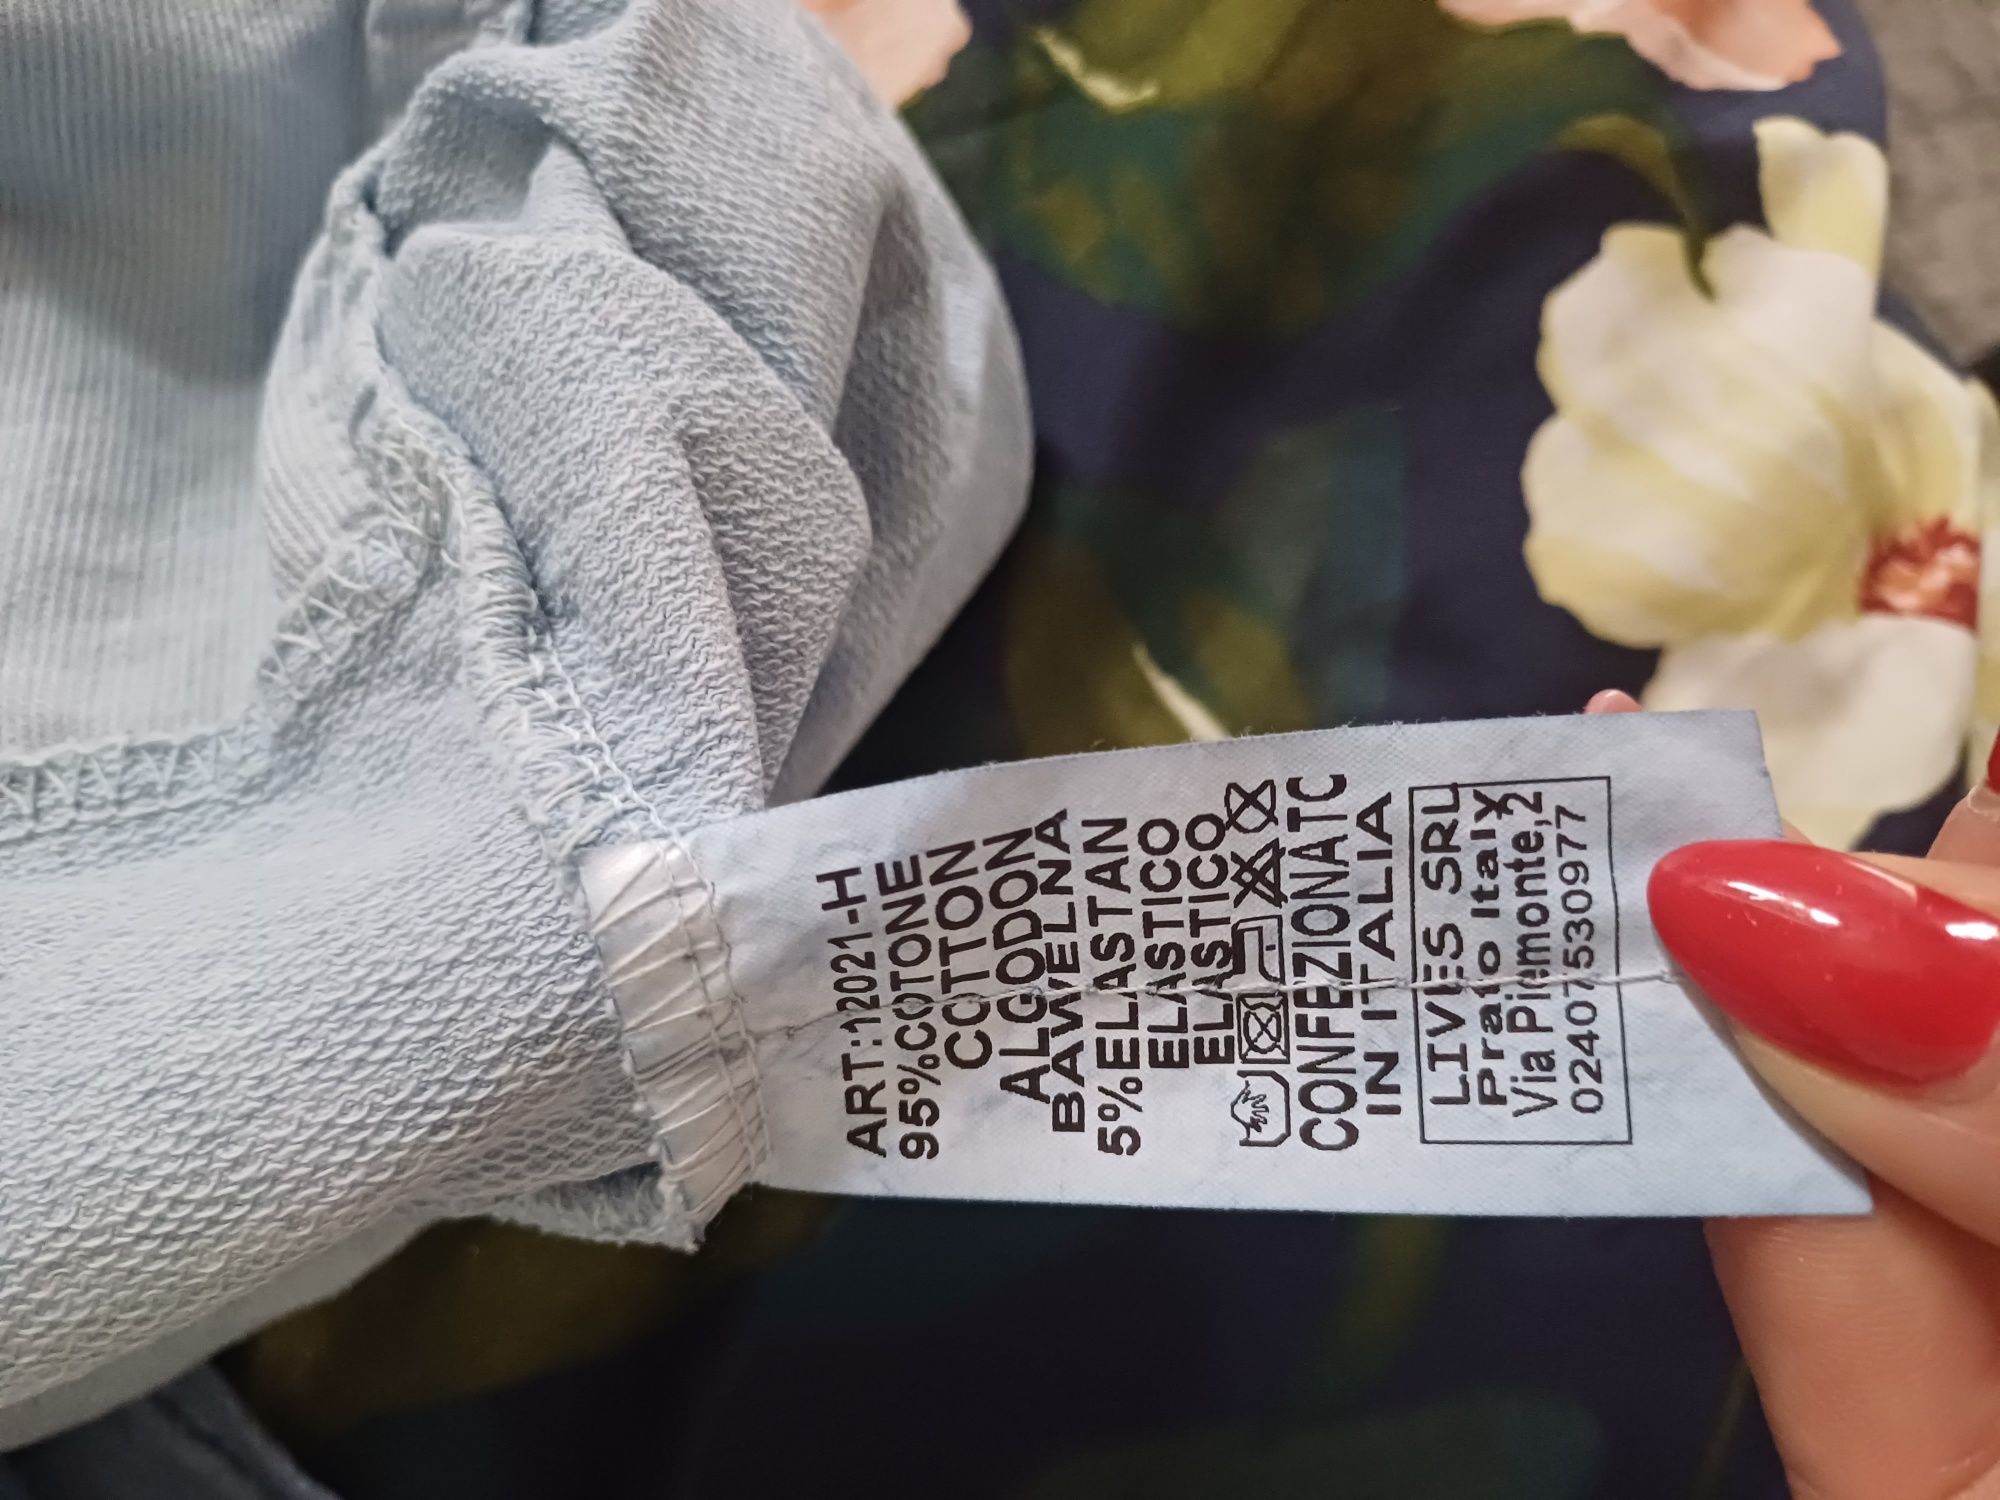 ART:12021-H
95%COTONE
COTTON
ALGODON
BAWELNA
5%ELASTAN
ELASTICO
ELASTICO
CONFEZIONATO
IN ITALIA
LIVES SRL
Prato Italy
Via Piemonte,2
02407530977